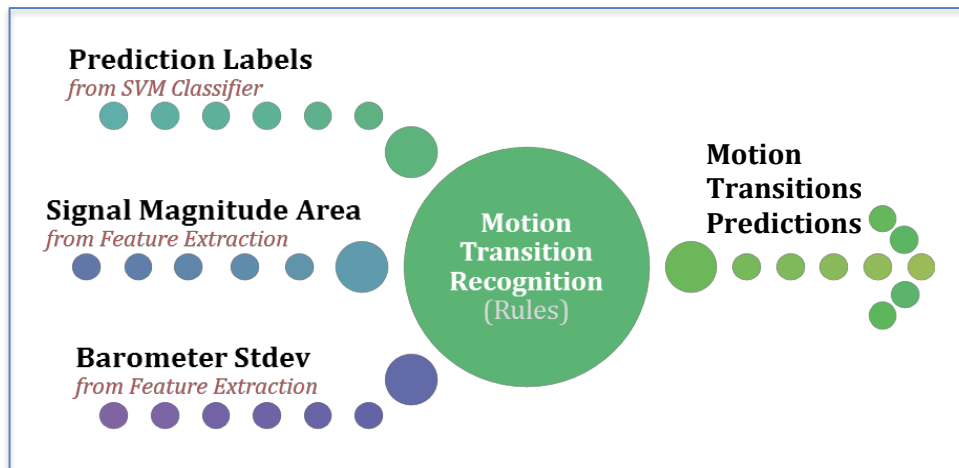 Prediction Labels
from SVM Classifier
Signal Magnitude Area
from Feature Extraction
Barometer Stdev
from Feature Extraction
Motion
Transition
Recognition
(Rules)
Motion
Transitions
Predictions